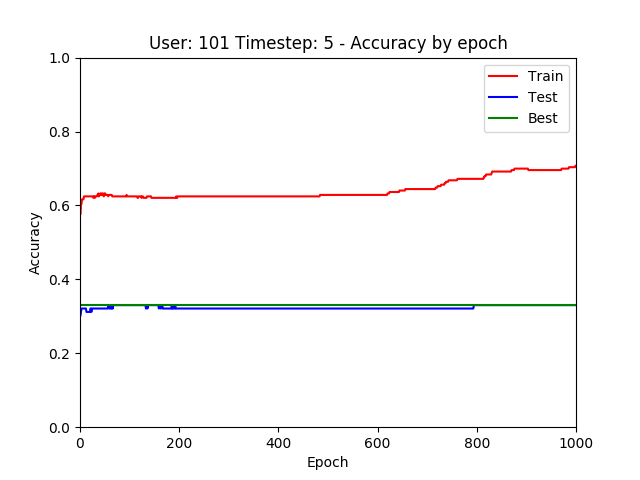 User: 101 Timestep: 5 - Accuracy by epoch
1.0
0.8
0.6
0.4
0.2
0.0
Accuracy
Train
Test
Best
0 200 400 600 800 1000
Epoch